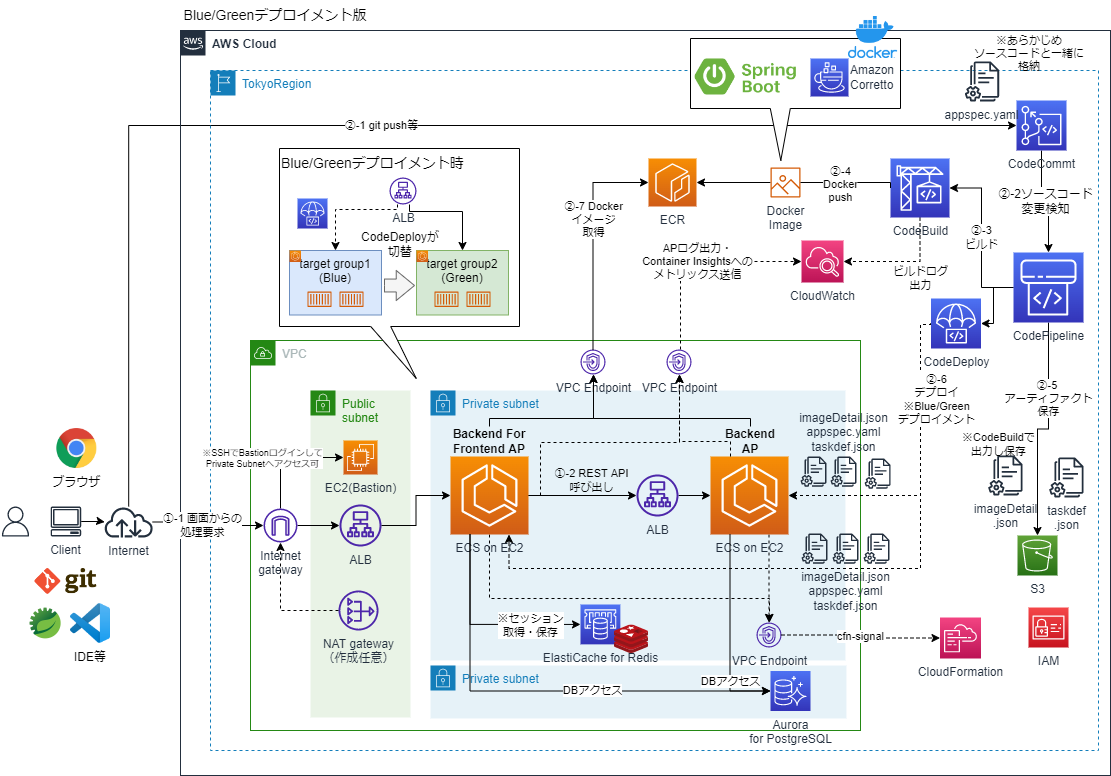 Blue/Greenデプロイメント版
aws
AWS Cloud
TokyoRegion
docker
Spring
Boot
Amazon
Corretto
※あらかじめ
ソースコードと一緒に
格納
appspec.yaml
②-1 git push等
CodeCommt
Blue/Greenデプロイメント時
ALB
CodeDeployが
切替
target group1
(Blue)
target group2
(Green)
②-7 Docker
イメージ
取得
ECR
Docker
Image
②-4
Docker
push
CodeBuild
②-2ソースコード
変更検知
②-3
ビルド
APログ出力・
Container Insightsへの
メトリックス送信
CloudWatch
ビルドログ
出力
CodePipeline
CodeDeploy
VPC
VPC Endpoint
VPC Endpoint
②-6
デプロイ
※Blue/Green
デプロイメント
②-5
アーティファクト
保存
Public
subnet
Private subnet
Backend For
Frontend AP
Backend
AP
imageDetail.json
appspec.yaml
taskdef.json
※CodeBuildで
出力し保存
ブラウザ
※SSHでBastionログインして
Private Subnetへアクセス可
EC2(Bastion)
①-2 REST API
呼び出し
imageDetail
.json
taskdef
.json
①-1 画面からの
処理要求
Client
Internet
Internet
gateway
ALB
ECS on EC2
ALB
ECS on EC2
imageDetail.json
appspec.yaml
taskdef.json
S3
git
NAT gateway
（作成任意）
※セッション
取得・保存
ElastiCache for Redis
VPC Endpoint
cfn-signal
CloudFormation
IAM
IDE等
Private subnet
DBアクセス
DBアクセス
Aurora
for PostgreSQL